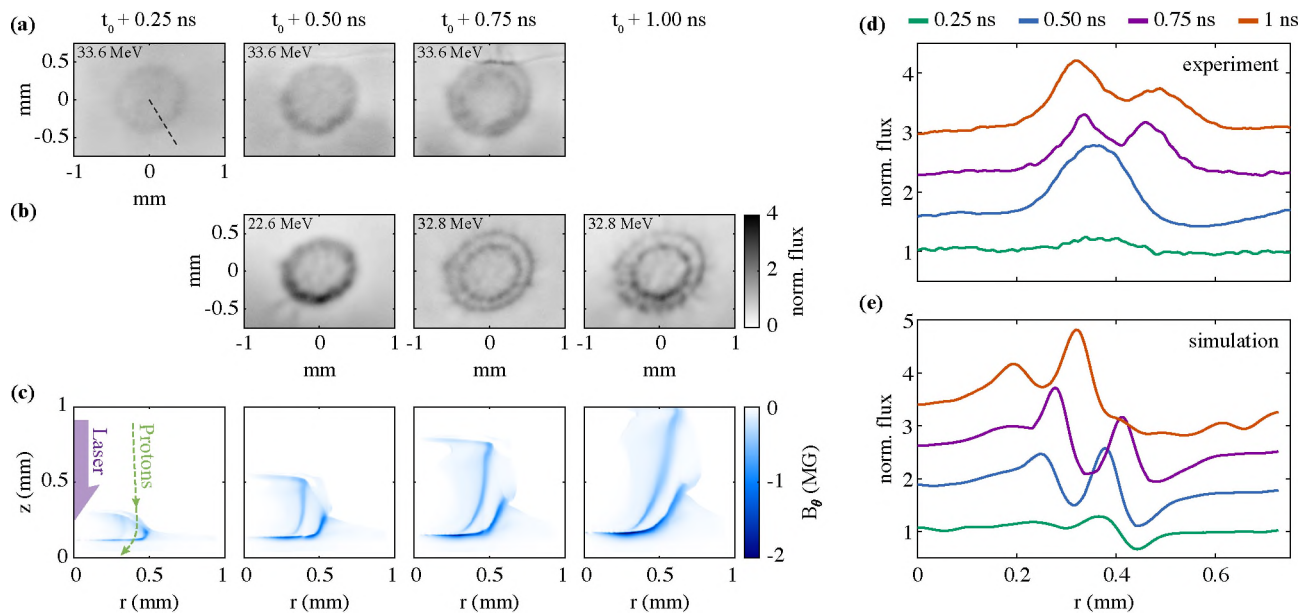 (a)
t₀ + 0.25 ns
t₀ + 0.50 ns
t₀ + 0.75 ns
t₀ + 1.00 ns
33.6 MeV
33.6 MeV
33.6 MeV
0.5
0
-0.5
mm
-1 0 1
-1 0 1
-1 0 1
mm
mm
mm
(b)
22.6 MeV
32.8 MeV
32.8 MeV
0.5
0
-0.5
mm
-1 0 1
-1 0 1
-1 0 1
mm
mm
mm
4
2
0
norm. flux
(c)
Laser
Protons
1
0.5
0
z (mm)
0 0.5 1
0 0.5 1
0 0.5 1
0 0.5 1
r (mm)
r (mm)
r (mm)
r (mm)
0
-1
-2
B_θ (MG)
0.25 ns
0.50 ns
0.75 ns
1 ns
(d)
experiment
4
3
2
1
norm. flux
(e)
simulation
5
4
3
2
1
norm. flux
0 0.2 0.4 0.6
r (mm)